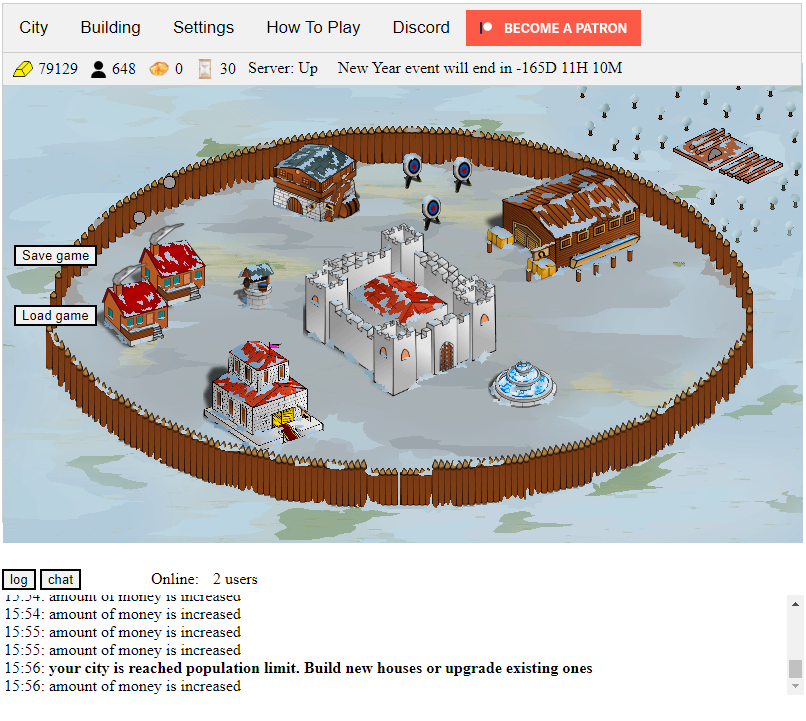 City Building Settings How To Play Discord BECOME A PATRON
79129 648 0 30 Server: Up New Year event will end in -165D 11H 10M
Save game
Load game
log chat Online: 2 users
15:54: amount of money is increased
15:54: amount of money is increased
15:55: amount of money is increased
15:55: amount of money is increased
15:56: your city is reached population limit. Build new houses or upgrade existing ones
15:56: amount of money is increased